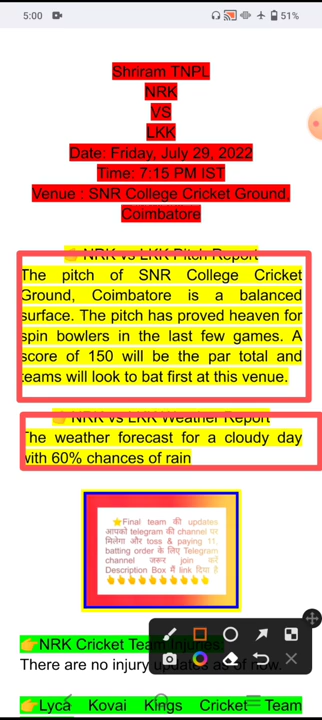 5:00
51%
Shriram TNPL
NRK
VS
LKK
Date: Friday, July 29, 2022
Time: 7:15 PM IST
Venue : SNR College Cricket Ground,
Coimbatore
👉 NRK vs LKK Pitch Report
The pitch of SNR College Cricket
Ground, Coimbatore is a balanced
surface. The pitch has proved heaven for
spin bowlers in the last few games. A
score of 150 will be the par total and
teams will look to bat first at this venue.
👉 NRK vs LKK Weather Report
The weather forecast for a cloudy day
with 60% chances of rain
⭐Final team की updates
आपको telegram की channel पर
मिलेगा और toss & paying 11,
batting order के लिए Telegram
channel जरूर join करें
Description Box में link दिया है
👆👆👆👆👆👆👆👆👆👆
👉NRK Cricket Team Injuries:
There are no injury updates as of now.
👉Lyca Kovai Kings Cricket Team